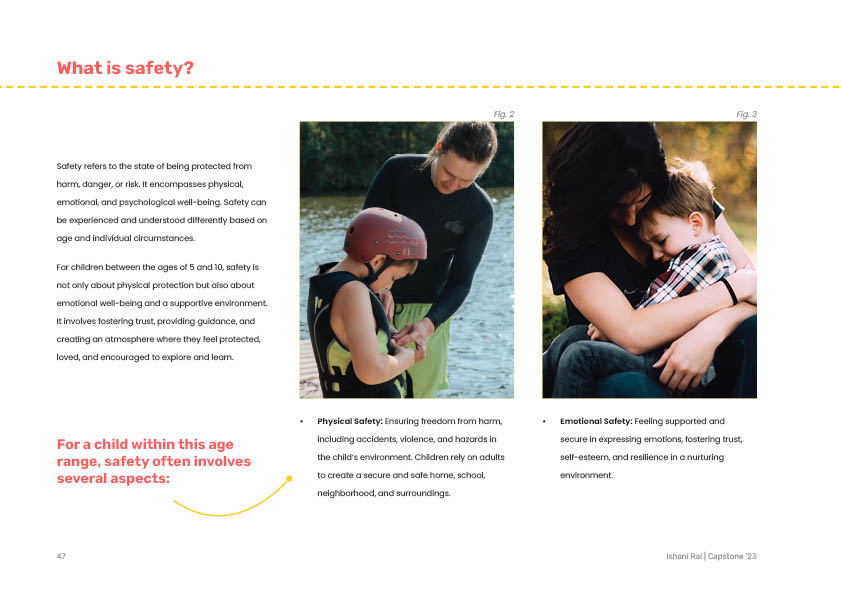 What is safety?
Safety refers to the state of being protected from
harm, danger, or risk. It encompasses physical,
emotional, and psychological well-being. Safety can
be experienced and understood differently based on
age and individual circumstances.
For children between the ages of 5 and 10, safety is
not only about physical protection but also about
emotional well-being and a supportive environment.
It involves fostering trust, providing guidance, and
creating an atmosphere where they feel protected,
loved, and encouraged to explore and learn.
For a child within this age
range, safety often involves
several aspects:
Fig. 2
• Physical Safety: Ensuring freedom from harm,
including accidents, violence, and hazards in
the child's environment. Children rely on adults
to create a secure and safe home, school,
neighborhood, and surroundings.
Fig. 3
• Emotional Safety: Feeling supported and
secure in expressing emotions, fostering trust,
self-esteem, and resilience in a nurturing
environment.
47
Ishani Rai | Capstone '23